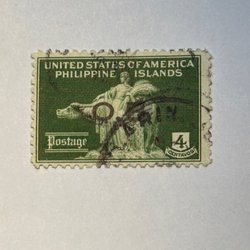 UNITED STATES OF AMERICA
PHILIPPINE ISLANDS
Postage
4
CENTAVOS